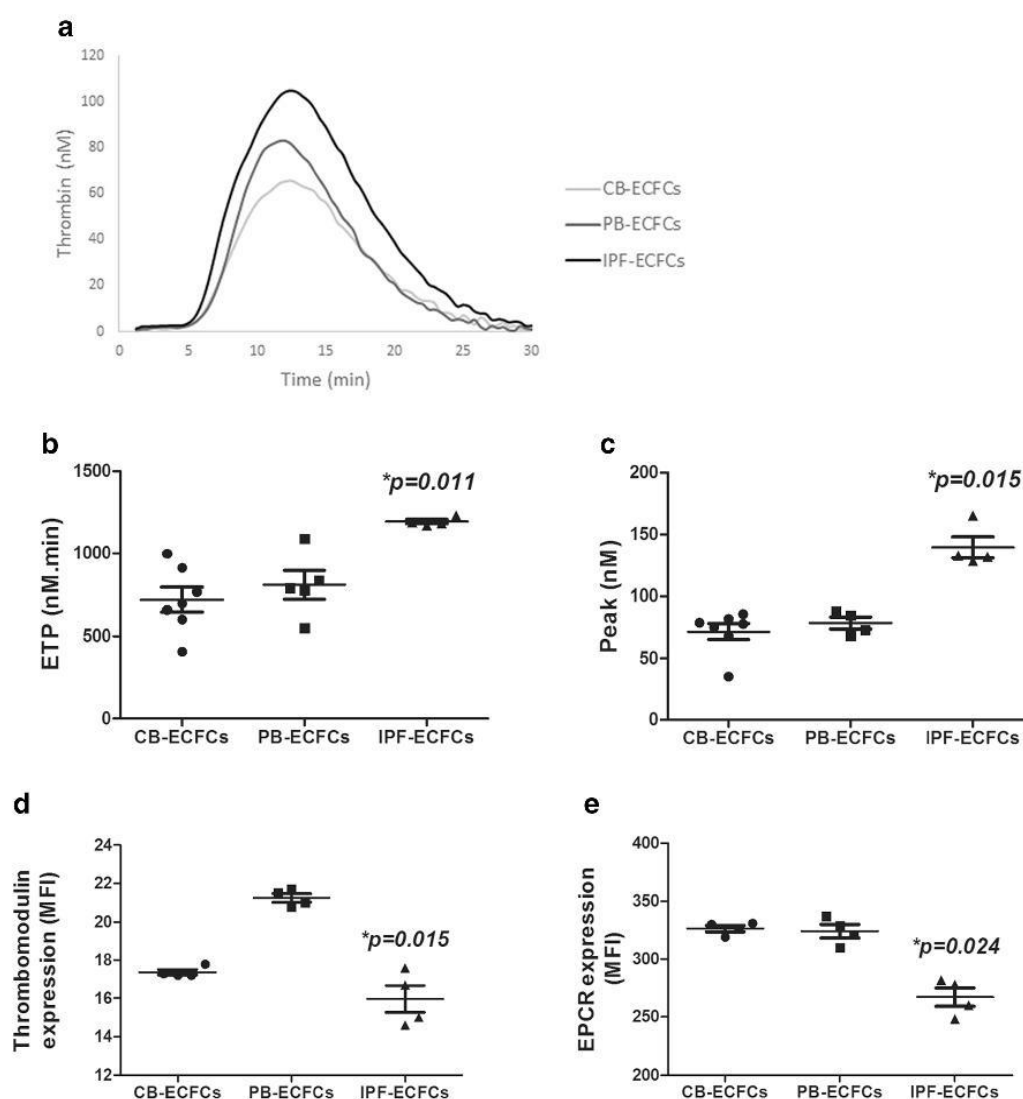 a
Thrombin (nM)
120
100
80
60
40
20
0
0 5 10 15 20 25 30
Time (min)
CB-ECFCs
PB-ECFCs
IPF-ECFCs
b
ETP (nM.min)
1500
1000
500
0
*p=0.011
CB-ECFCs PB-ECFCs IPF-ECFCs
c
Peak (nM)
200
150
100
50
0
*p=0.015
CB-ECFCs PB-ECFCs IPF-ECFCs
d
Thrombomodulin
expression (MFI)
24
22
20
18
16
14
12
*p=0.015
CB-ECFCs PB-ECFCs IPF-ECFCs
e
EPCR expression
(MFI)
400
350
300
250
200
*p=0.024
CB-ECFCs PB-ECFCs IPF-ECFCs